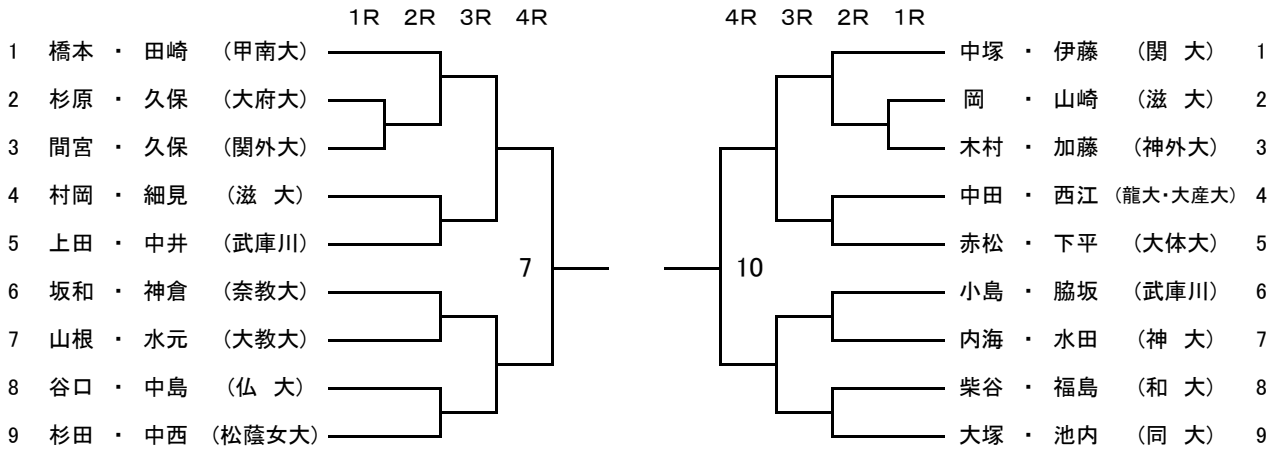 1R 2R 3R 4R 4R 3R 2R 1R
1 橋本 ・ 田崎 (甲南大) 中塚 ・ 伊藤 (関 大) 1
2 杉原 ・ 久保 (大府大) 岡 ・ 山崎 (滋 大) 2
3 間宮 ・ 久保 (関外大) 木村 ・ 加藤 (神外大) 3
4 村岡 ・ 細見 (滋 大) 中田 ・ 西江 (龍大・大産大) 4
5 上田 ・ 中井 (武庫川) 赤松 ・ 下平 (大体大) 5
7 10
6 坂和 ・ 神倉 (奈教大) 小島 ・ 脇坂 (武庫川) 6
7 山根 ・ 水元 (大教大) 内海 ・ 水田 (神 大) 7
8 谷口 ・ 中島 (仏 大) 柴谷 ・ 福島 (和 大) 8
9 杉田 ・ 中西 (松蔭女大) 大塚 ・ 池内 (同 大) 9